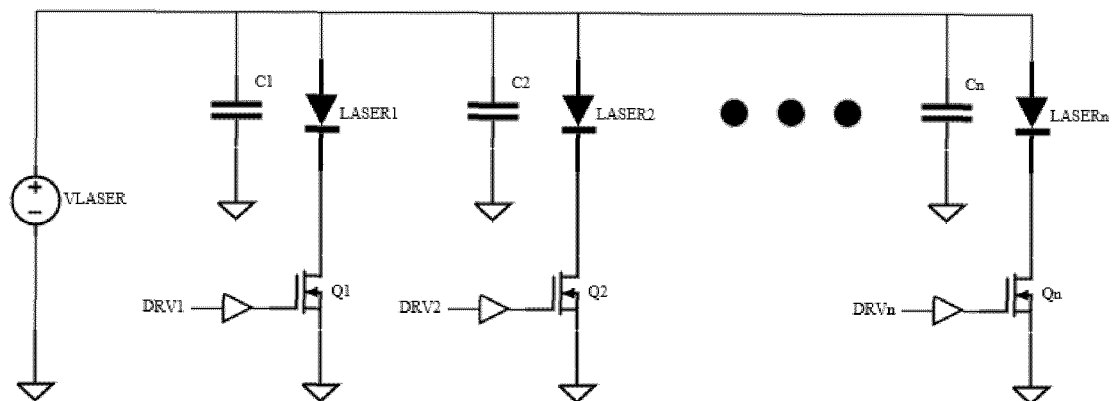 C1
C2
Cn
LASER1
LASER2
LASERn
VLASER
+
−
DRV1
Q1
DRV2
Q2
DRVn
Qn